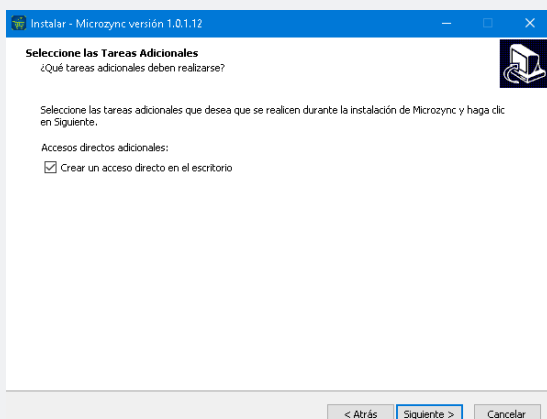 Instalar - Microzync versión 1.0.1.12
Seleccione las Tareas Adicionales
¿Qué tareas adicionales deben realizarse?
Seleccione las tareas adicionales que desea que se realicen durante la instalación de Microzync y haga clic
en Siguiente.
Accesos directos adicionales:
Crear un acceso directo en el escritorio
< Atrás Siguiente > Cancelar